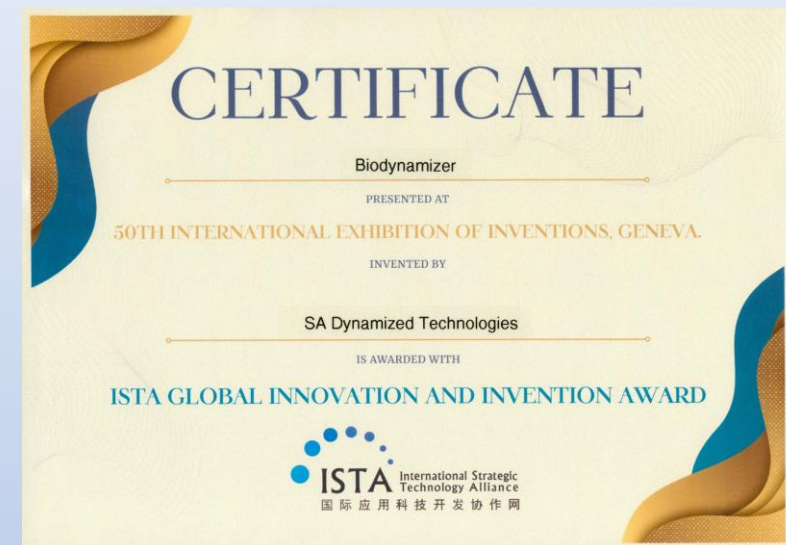 CERTIFICATE
Biodynamizer
PRESENTED AT
50TH INTERNATIONAL EXHIBITION OF INVENTIONS, GENEVA.
INVENTED BY
SA Dynamized Technologies
IS AWARDED WITH
ISTA GLOBAL INNOVATION AND INVENTION AWARD
ISTA International Strategic
Technology Alliance
国际应用科技开发协作网